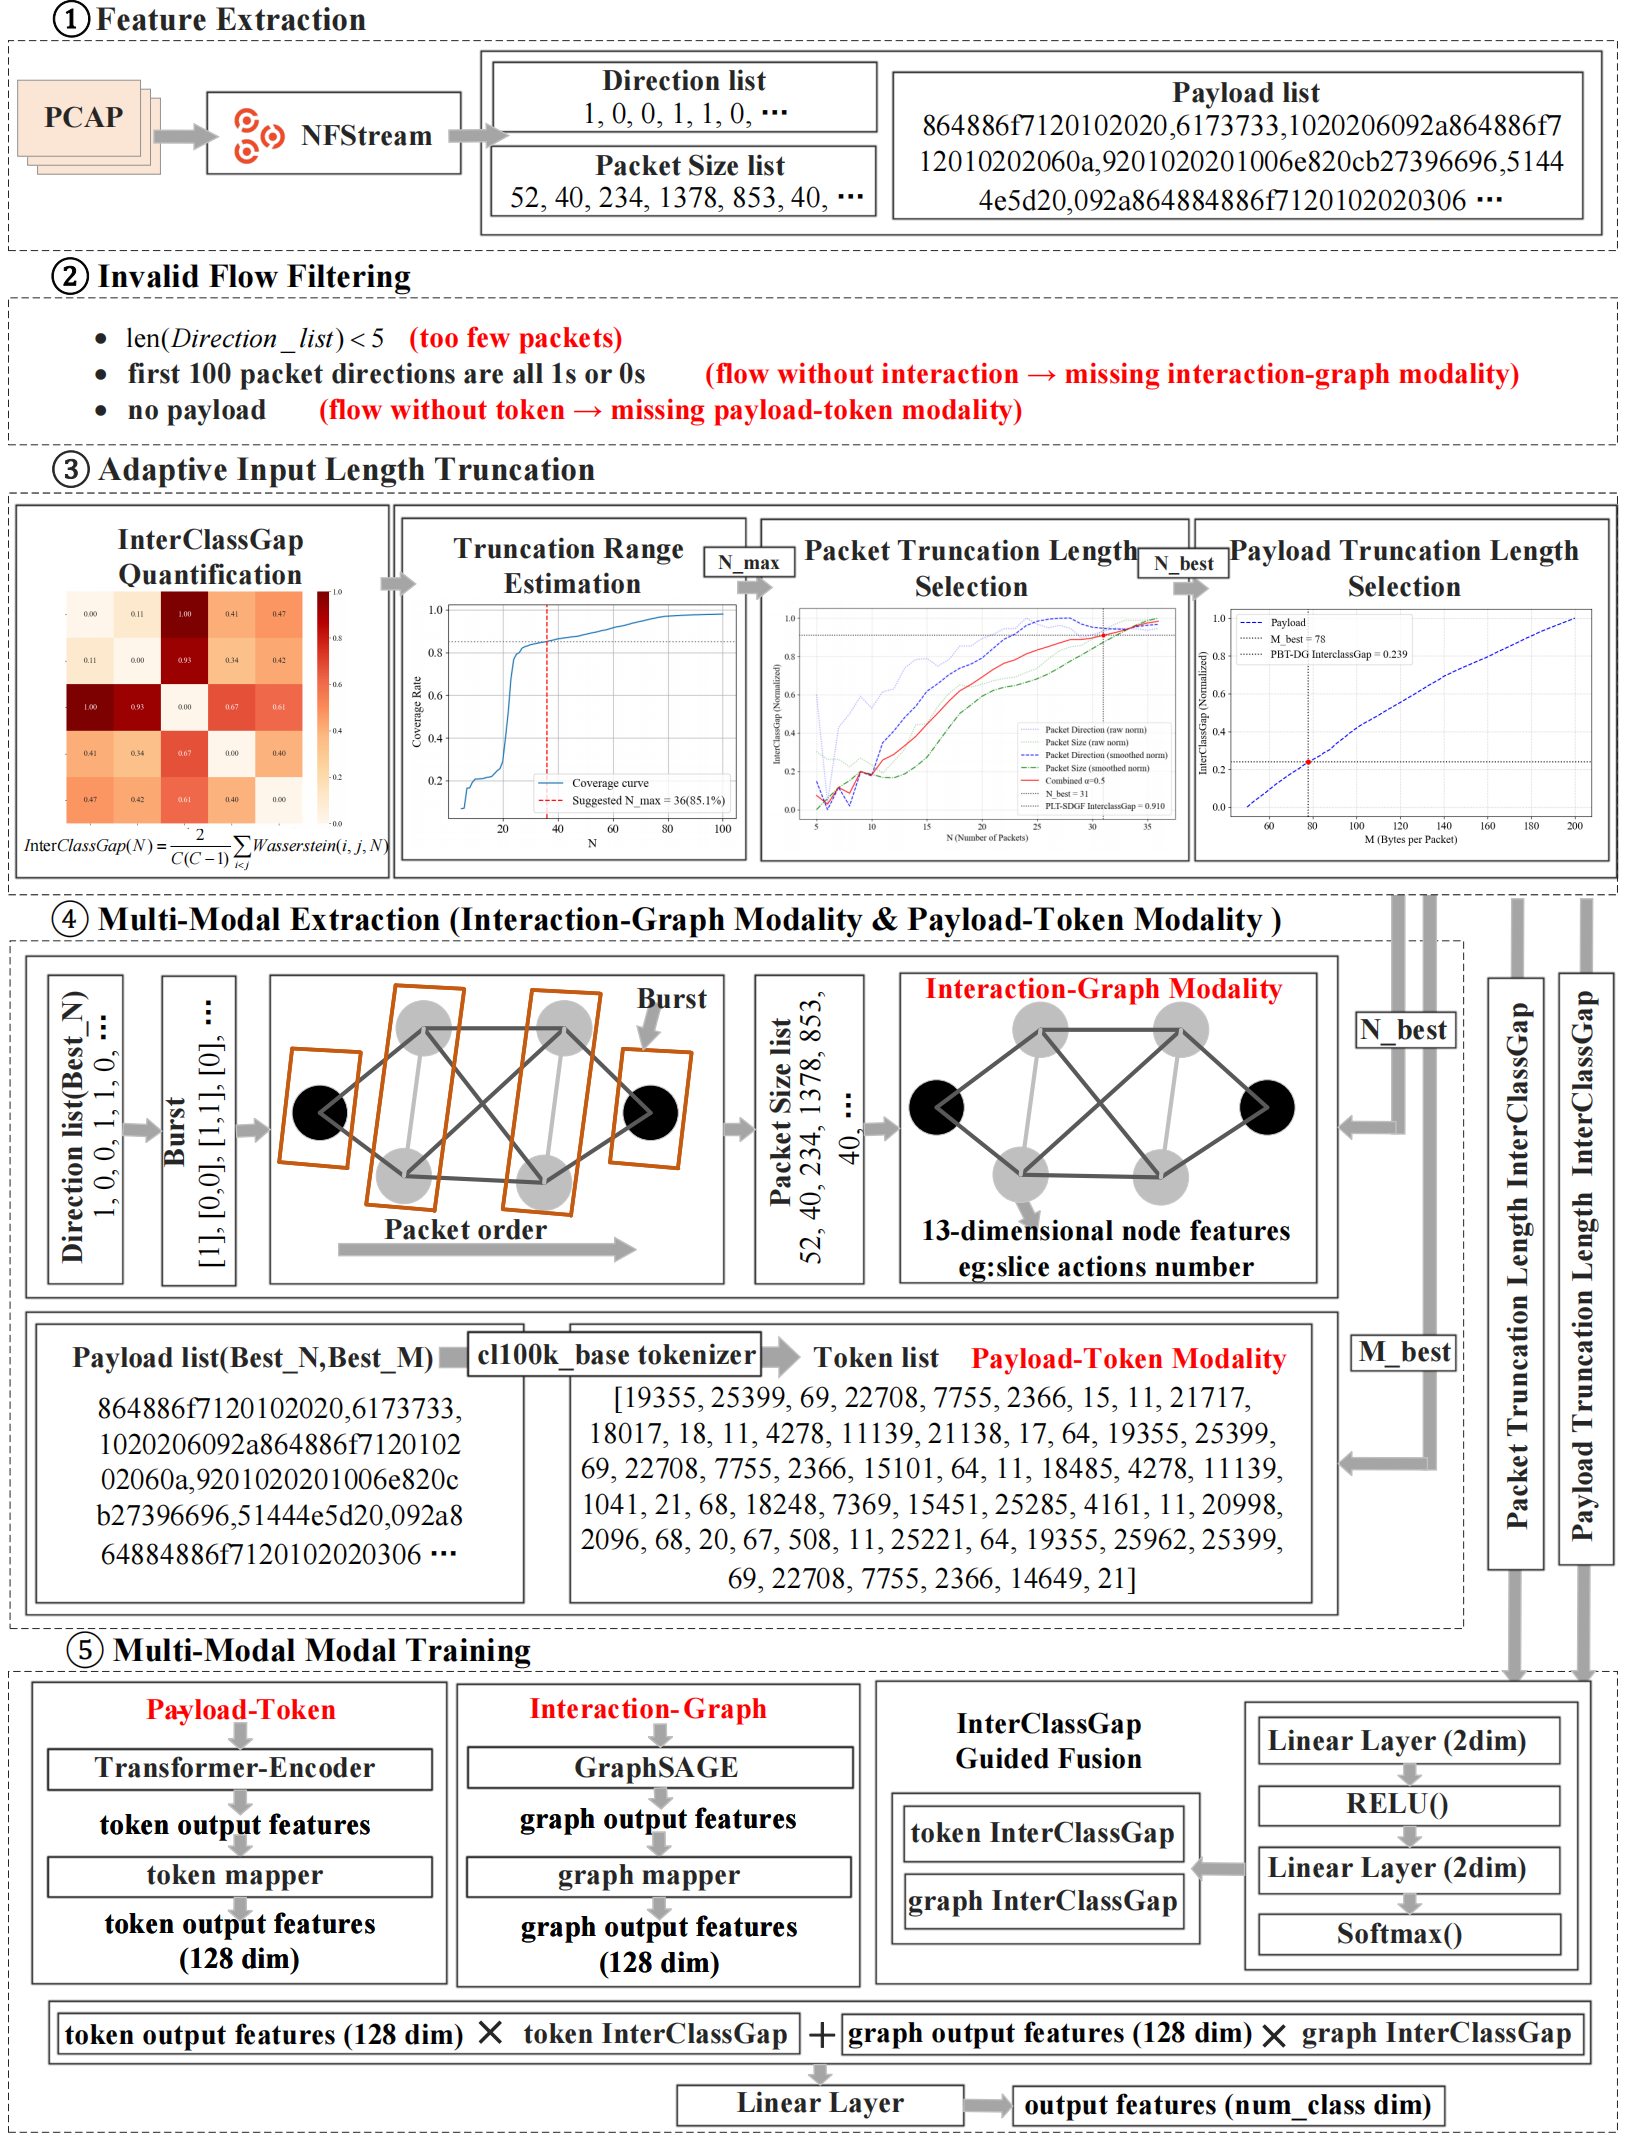 ① Feature Extraction
PCAP
NFStream
Direction list
1, 0, 0, 1, 1, 0, ···
Packet Size list
52, 40, 234, 1378, 853, 40, ···
Payload list
864886f7120102020,6173733,1020206092a864886f7
12010202060a,9201020201006e820cb27396696,5144
4e5d20,092a864884886f7120102020306 ···
② Invalid Flow Filtering
• len(Direction_list) < 5 (too few packets)
• first 100 packet directions are all 1s or 0s (flow without interaction → missing interaction-graph modality)
• no payload (flow without token → missing payload-token modality)
③ Adaptive Input Length Truncation
InterClassGap
Quantification
0.00 0.11 1.00 0.41 0.47
0.11 0.00 0.93 0.34 0.42
1.00 0.93 0.00 0.67 0.61
0.41 0.34 0.67 0.00 0.40
0.47 0.42 0.61 0.40 0.00
1.0
0.8
0.6
0.4
0.2
0.0
InterClassGap(N) = 2 / C(C−1) ∑ i<j Wasserstein(i, j, N)
Truncation Range
Estimation
Coverage Rate
1.0
0.8
0.6
0.4
0.2
20 40 60 80 100
N
Coverage curve
Suggested N_max = 36(85.1%)
N_max
Packet Truncation Length
Selection
InterClassGap (Normalized)
1.0
0.8
0.6
0.4
0.2
0.0
5 10 15 20 25 30 35
N (Number of Packets)
Packet Direction (raw norm)
Packet Size (raw norm)
Packet Direction (smoothed norm)
Packet Size (smoothed norm)
Combined α=0.5
N_best = 31
PLT-SDGF InterclassGap = 0.910
N_best
Payload Truncation Length
Selection
InterClassGap (Normalized)
1.0
0.8
0.6
0.4
0.2
0.0
60 80 100 120 140 160 180 200
M (Bytes per Packet)
Payload
M_best = 78
PBT-DG InterclassGap = 0.239
④ Multi-Modal Extraction (Interaction-Graph Modality & Payload-Token Modality )
Direction list(Best_N)
1, 0, 0, 1, 1, 0, ···
Burst
[1], [0,0], [1,1], [0], ···
Burst
Packet order
Packet Size list
52, 40, 234, 1378, 853,
40, ···
Interaction-Graph Modality
13-dimensional node features
eg:slice actions number
N_best
M_best
Packet Truncation Length InterClassGap
Payload Truncation Length InterClassGap
Payload list(Best_N,Best_M)
864886f7120102020,6173733,
1020206092a864886f7120102
02060a,9201020201006e820c
b27396696,51444e5d20,092a8
64884886f7120102020306 ···
cl100k_base tokenizer
Token list Payload-Token Modality
[19355, 25399, 69, 22708, 7755, 2366, 15, 11, 21717,
18017, 18, 11, 4278, 11139, 21138, 17, 64, 19355, 25399,
69, 22708, 7755, 2366, 15101, 64, 11, 18485, 4278, 11139,
1041, 21, 68, 18248, 7369, 15451, 25285, 4161, 11, 20998,
2096, 68, 20, 67, 508, 11, 25221, 64, 19355, 25962, 25399,
69, 22708, 7755, 2366, 14649, 21]
⑤ Multi-Modal Modal Training
Payload-Token
Transformer-Encoder
token output features
token mapper
token output features
(128 dim)
Interaction-Graph
GraphSAGE
graph output features
graph mapper
graph output features
(128 dim)
InterClassGap
Guided Fusion
token InterClassGap
graph InterClassGap
Linear Layer (2dim)
RELU()
Linear Layer (2dim)
Softmax()
token output features (128 dim) × token InterClassGap + graph output features (128 dim) × graph InterClassGap
Linear Layer
output features (num_class dim)